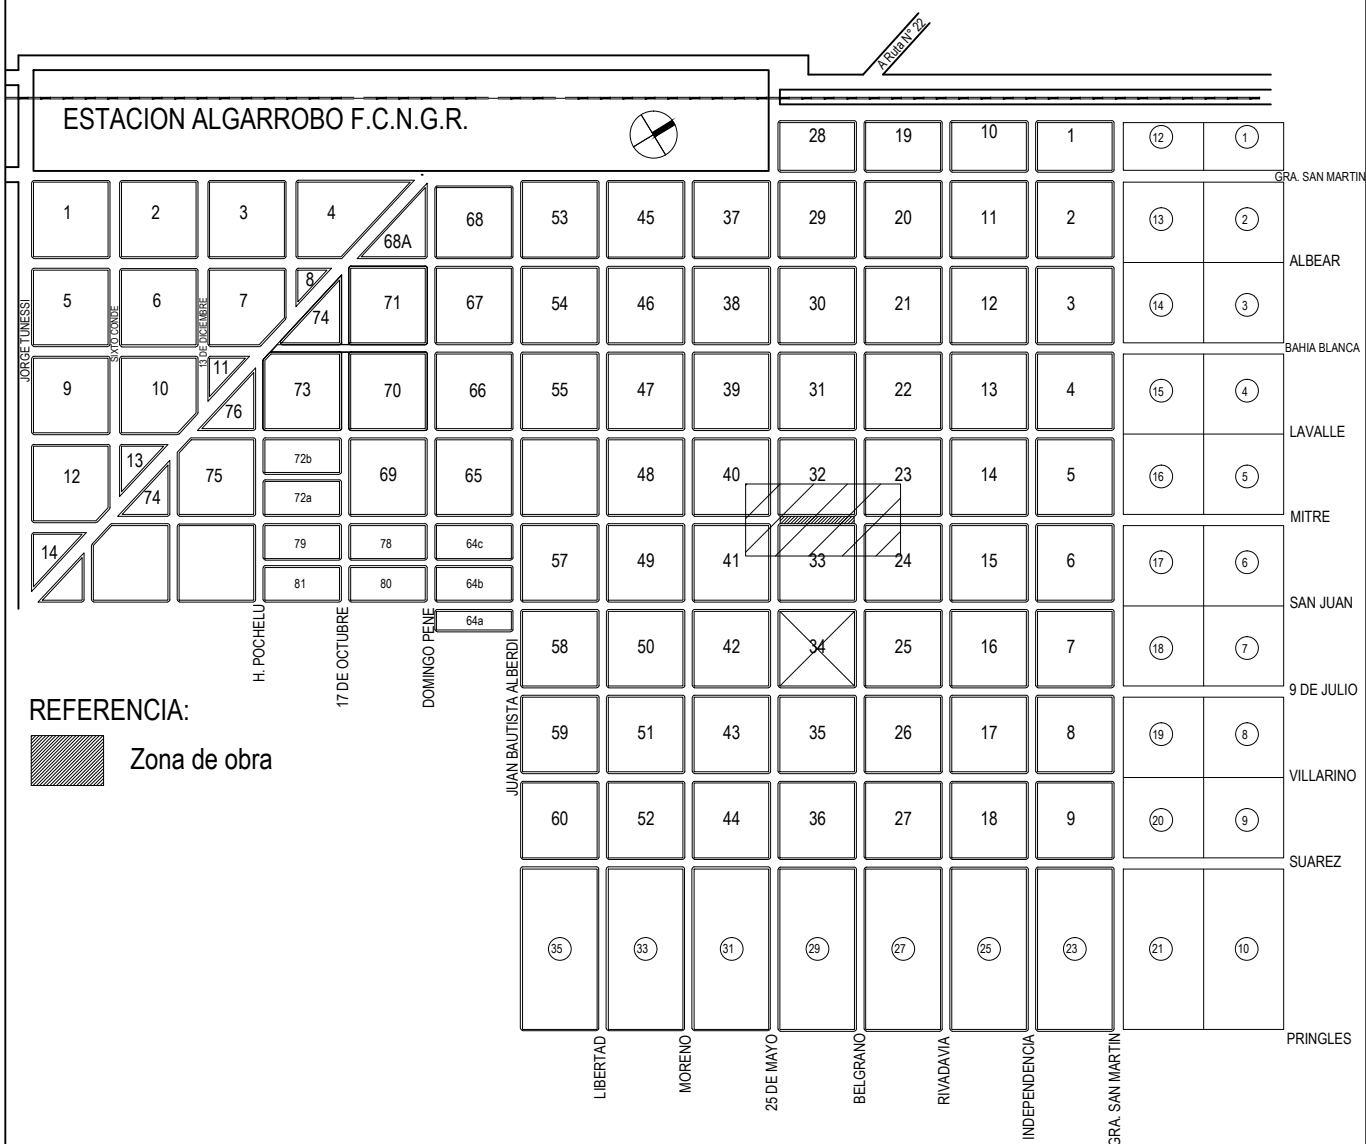 A Ruta N° 22
ESTACION ALGARROBO F.C.N.G.R.
28 19 10 1 12 1
GRA. SAN MARTIN
1 2 3 4 68A 68 53 45 37 29 20 11 2 13 2
ALBEAR
5 6 7 8 74 71 67 54 46 38 30 21 12 3 14 3
JORGE TUNESSI
SIXTO CONDE
13 DE DICIEMBRE
BAHIA BLANCA
9 10 11 76 73 70 66 55 47 39 31 22 13 4 15 4
LAVALLE
12 13 74 75 72b 69 65 48 40 32 23 14 5 16 5
72a
MITRE
14 79 78 64c 57 49 41 33 24 15 6 17 6
81 80 64b
SAN JUAN
64a
H. POCHELU
17 DE OCTUBRE
DOMINGO PENE
JUAN BAUTISTA ALBERDI
58 50 42 34 25 16 7 18 7
9 DE JULIO
REFERENCIA:
Zona de obra
59 51 43 35 26 17 8 19 8
VILLARINO
60 52 44 36 27 18 9 20 9
SUAREZ
35 33 31 29 27 25 23 21 10
PRINGLES
LIBERTAD
MORENO
25 DE MAYO
BELGRANO
RIVADAVIA
INDEPENDENCIA
GRA. SAN MARTIN